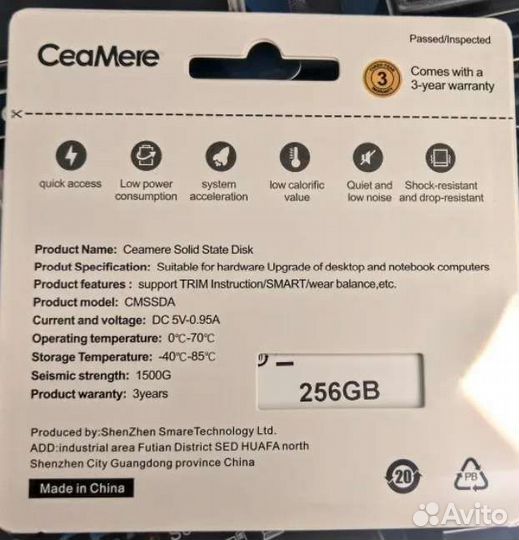 CeaMere
Passed/Inspected
3
Comes with a
3-year warranty
quick access
Low power
consumption
system
acceleration
low calorific
value
Quiet and
low noise
Shock-resistant
and drop-resistant
Product Name: Ceamere Solid State Disk
Produt Specification: Suitable for hardware Upgrade of desktop and notebook computers
Product features : support TRIM Instruction/SMART/wear balance,etc.
Product model: CMSSDA
Current and voltage: DC 5V-0.95A
Operating temperature: 0℃-70℃
Storage Temperature: -40℃-85℃
Seismic strength: 1500G
Product waranty: 3years
256GB
Produced by:ShenZhen SmareTechnology Ltd.
ADD:industrial area Futian District SED HUAFA north
Shenzhen City Guangdong province China
Made in China
20
PB
Avito